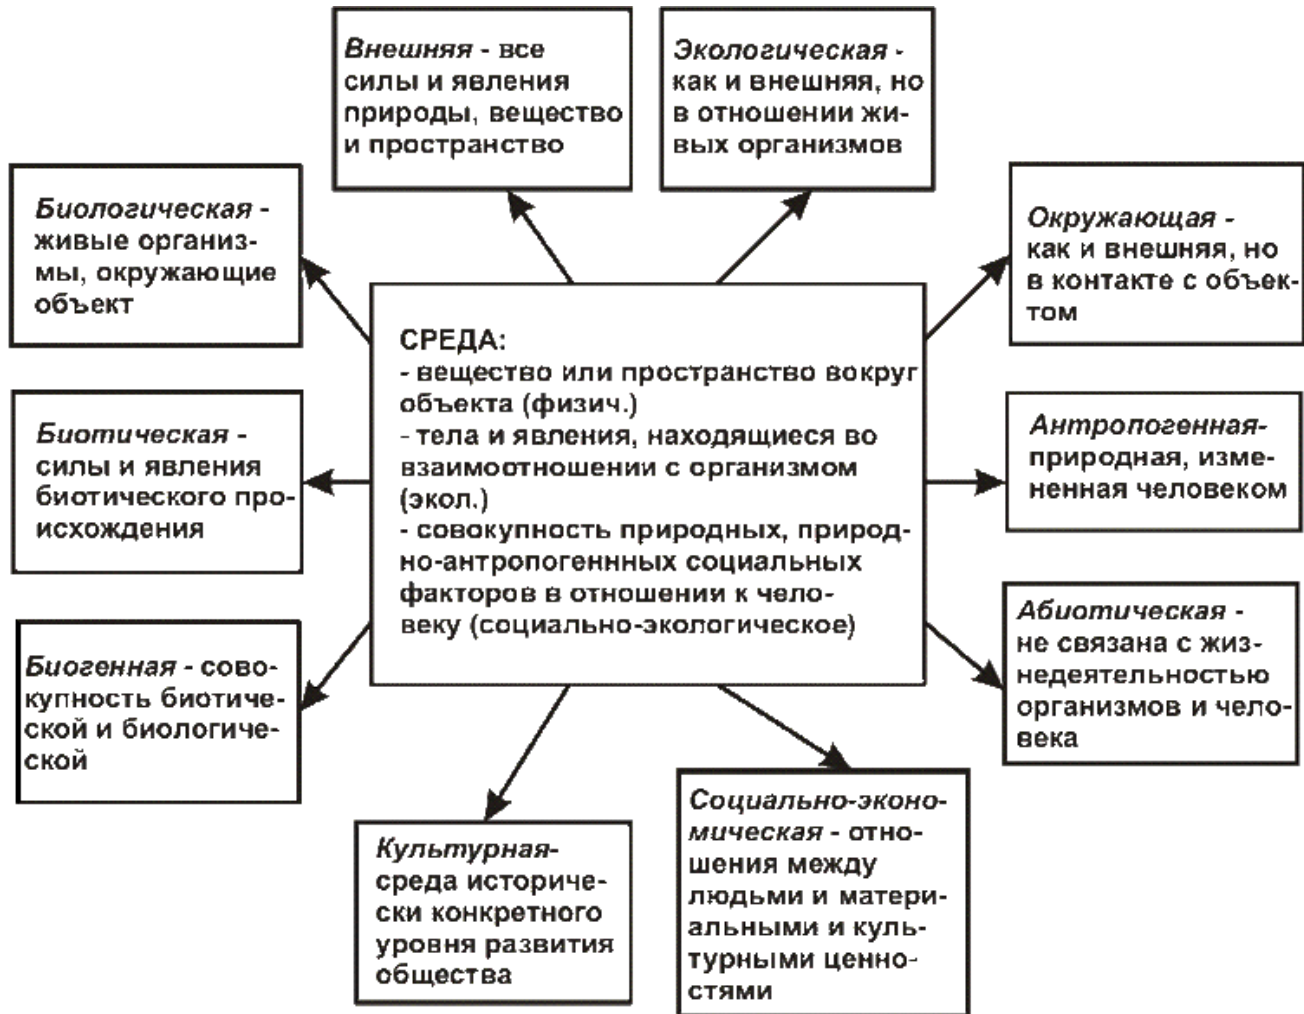 Внешняя - все
силы и явления
природы, вещество
и пространство
Экологическая -
как и внешняя, но
в отношении жи-
вых организмов
Биологическая -
живые организ-
мы, окружающие
объект
Окружающая -
как и внешняя, но
в контакте с объек-
том
СРЕДА:
- вещество или пространство вокруг
объекта (физич.)
- тела и явления, находящиеся во
взаимоотношении с организмом
(экол.)
- совокупность природных, природ-
но-антропогеннных социальных
факторов в отношении к чело-
веку (социально-экологическое)
Биотическая -
силы и явления
биотического про-
исхождения
Антропогенная-
природная, изме-
ненная человеком
Биогенная - сово-
купность биотиче-
ской и биологиче-
ской
Абиотическая -
не связана с жиз-
недеятельностью
организмов и чело-
века
Культурная-
среда историче-
ски конкретного
уровня развития
общества
Социально-эконо-
мическая - отно-
шения между
людьми и матери-
альными и куль-
турными ценно-
стями